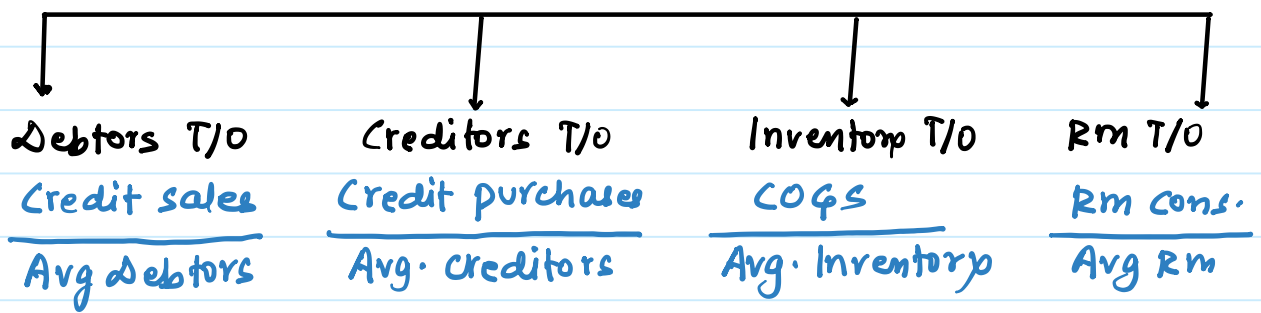 Debtors T/O Creditors T/O Inventory T/O Rm T/O
Credit sales Credit purchases COGS Rm cons.
Avg Debtors Avg. Creditors Avg. Inventory Avg Rm